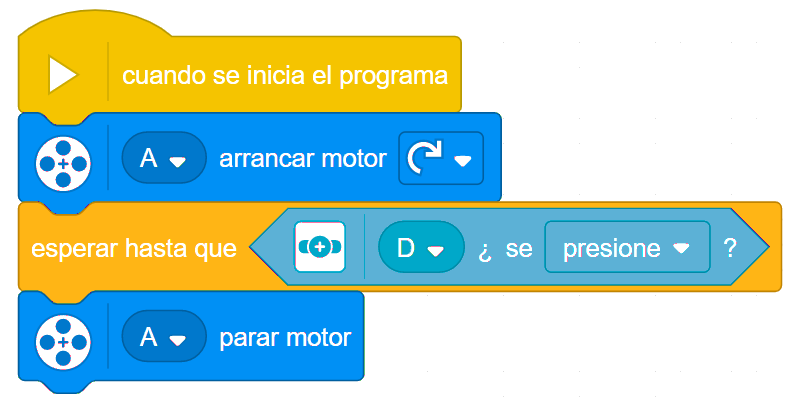 cuando se inicia el programa
A arrancar motor
esperar hasta que D ¿ se presione ?
A parar motor